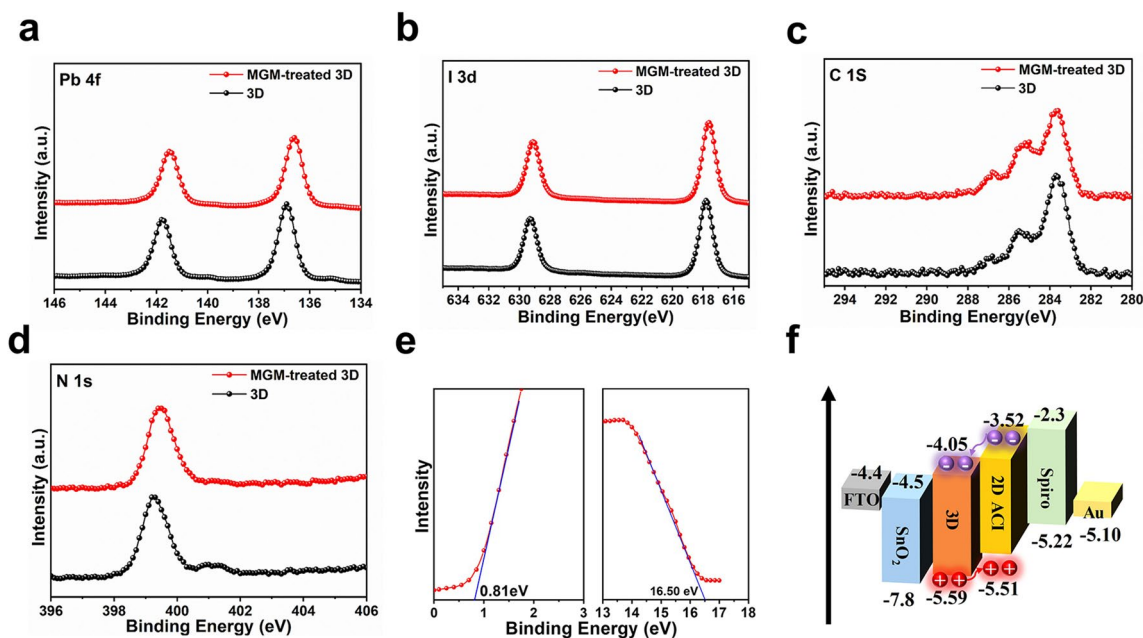 a
Pb 4f
MGM-treated 3D
3D
Intensity (a.u.)
146 144 142 140 138 136 134
Binding Energy (eV)
b
I 3d
MGM-treated 3D
3D
Intensity (a.u.)
634 632 630 628 626 624 622 620 618 616
Binding Energy(eV)
c
C 1S
MGM-treated 3D
3D
Intensity (a.u.)
294 292 290 288 286 284 282 280
Binding Energy(eV)
d
N 1s
MGM-treated 3D
3D
Intensity (a.u.)
396 398 400 402 404 406
Binding Energy (eV)
e
Intensity
0.81eV
16.50 eV
0 1 2 3
13 14 15 16 17 18
Binding Energy (eV)
Binding Energy (eV)
f
-2.3
-3.52
-4.05
-4.4
-4.5
FTO
SnO2
3D
2D ACI
Spiro
Au
-5.10
-5.22
-5.51
-5.59
-7.8